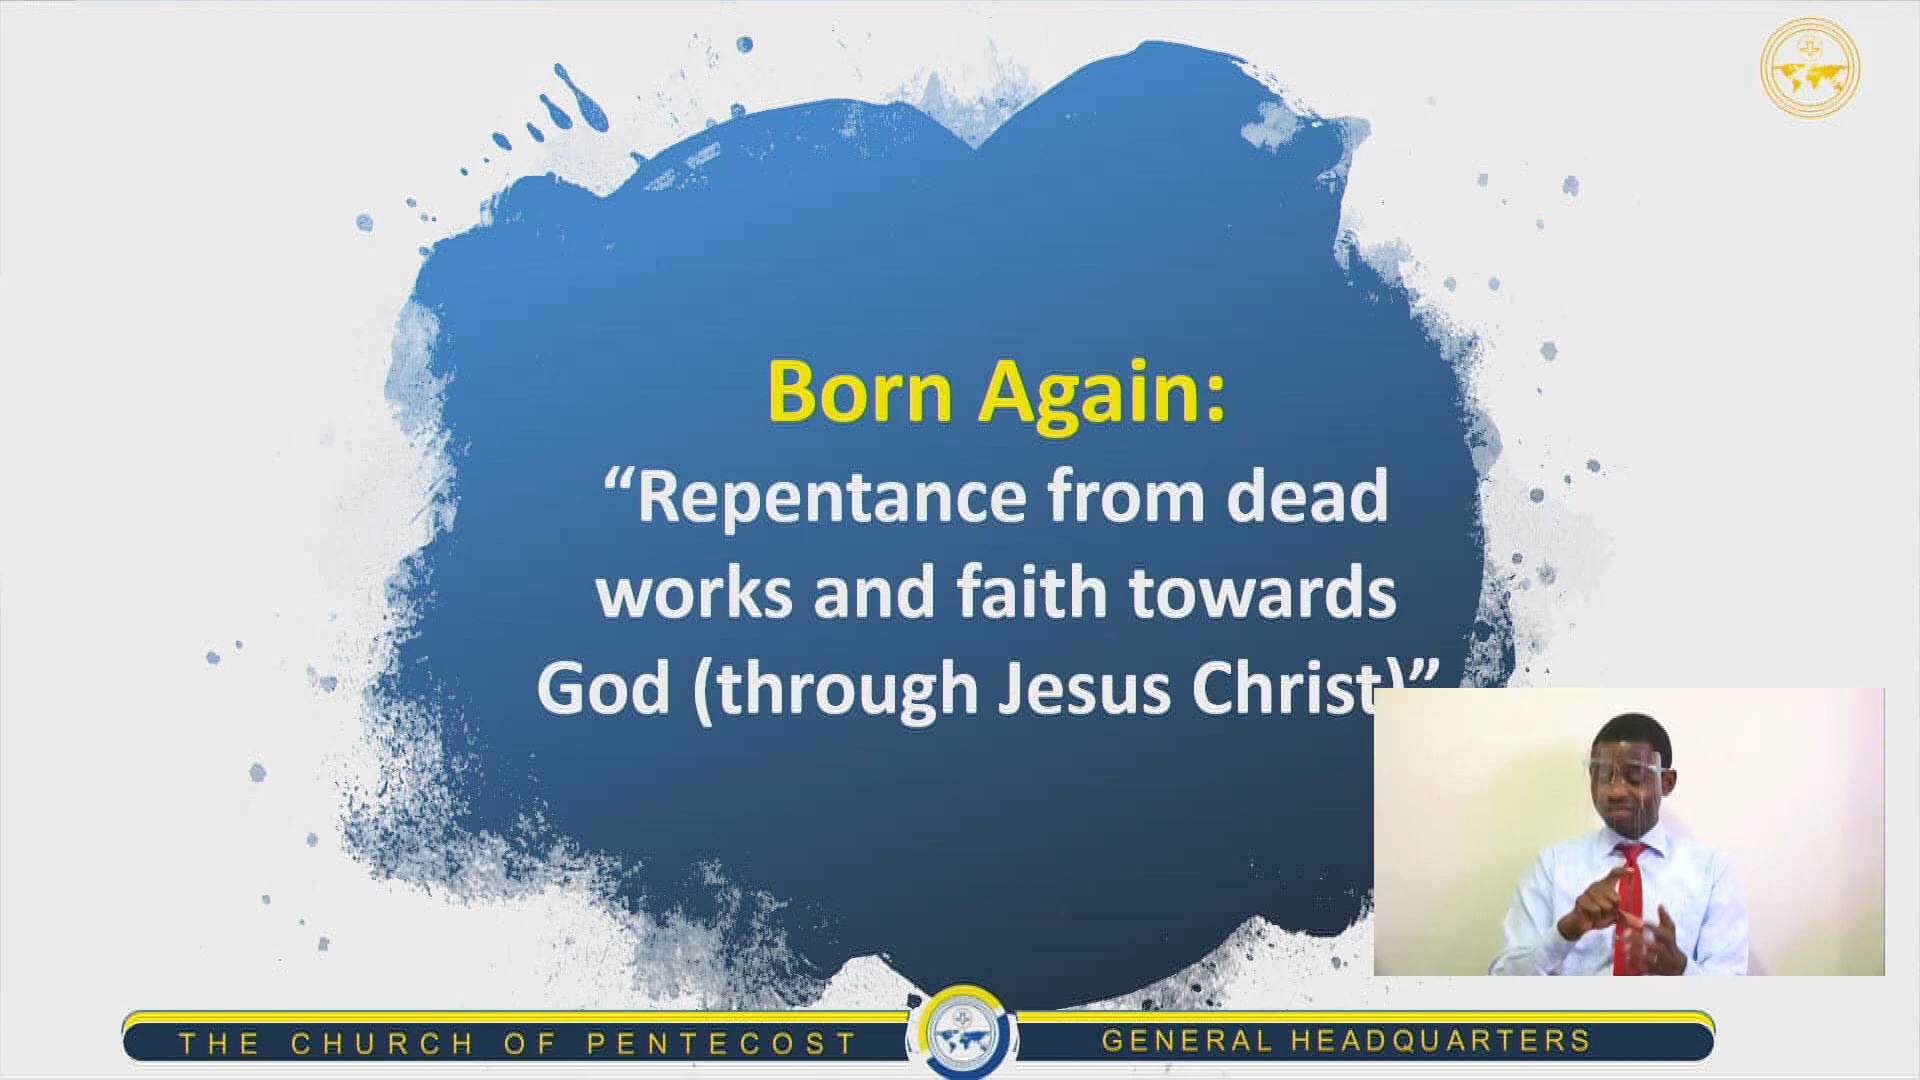 Born Again:
“Repentance from dead
works and faith towards
God (through Jesus Christ)”
THE CHURCH OF PENTECOST
GENERAL HEADQUARTERS